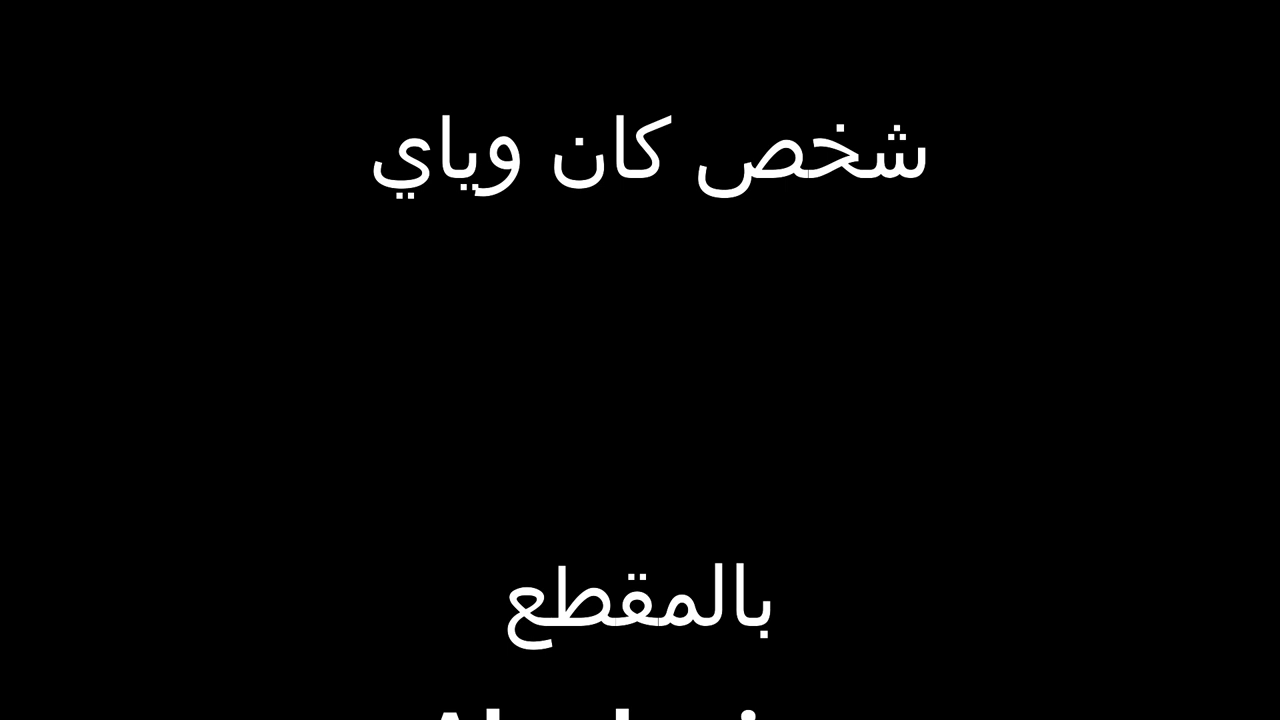 شخص كان وياي
بالمقطع